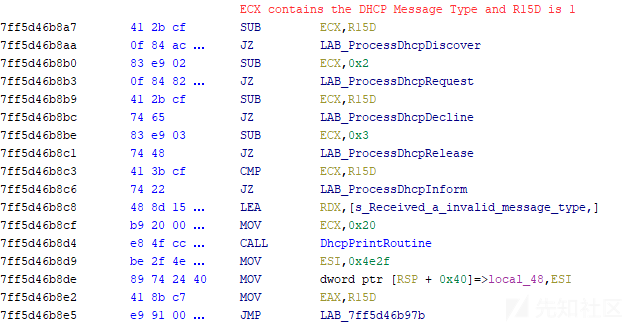 ECX contains the DHCP Message Type and R15D is 1
7ff5d46b8a7 41 2b cf SUB ECX,R15D
7ff5d46b8aa 0f 84 ac ... JZ LAB_ProcessDhcpDiscover
7ff5d46b8b0 83 e9 02 SUB ECX,0x2
7ff5d46b8b3 0f 84 82 ... JZ LAB_ProcessDhcpRequest
7ff5d46b8b9 41 2b cf SUB ECX,R15D
7ff5d46b8bc 74 65 JZ LAB_ProcessDhcpDecline
7ff5d46b8be 83 e9 03 SUB ECX,0x3
7ff5d46b8c1 74 48 JZ LAB_ProcessDhcpRelease
7ff5d46b8c3 41 3b cf CMP ECX,R15D
7ff5d46b8c6 74 22 JZ LAB_ProcessDhcpInform
7ff5d46b8c8 48 8d 15 ... LEA RDX,[s_Received_a_invalid_message_type,]
7ff5d46b8cf b9 20 00 ... MOV ECX,0x20
7ff5d46b8d4 e8 4f cc ... CALL DhcpPrintRoutine
7ff5d46b8d9 be 2f 4e ... MOV ESI,0x4e2f
7ff5d46b8de 89 74 24 40 MOV dword ptr [RSP + 0x40]=>local_48,ESI
7ff5d46b8e2 41 8b c7 MOV EAX,R15D
7ff5d46b8e5 e9 91 00 ... JMP LAB_7ff5d46b97b
先知社区